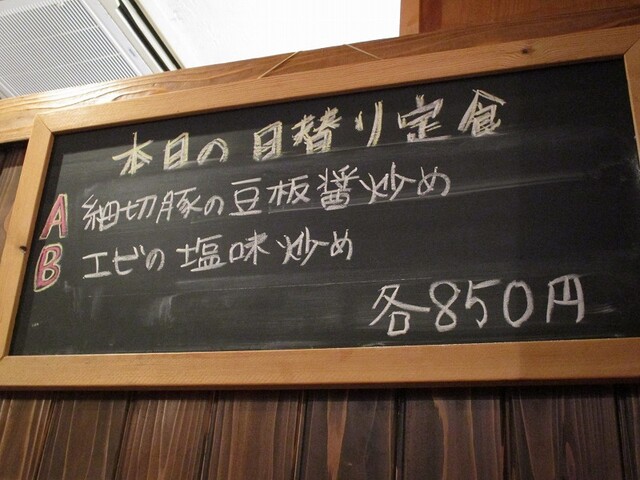 本日の日替り定食
A 細切豚の豆板醤炒め
B エビの塩味炒め
各850円